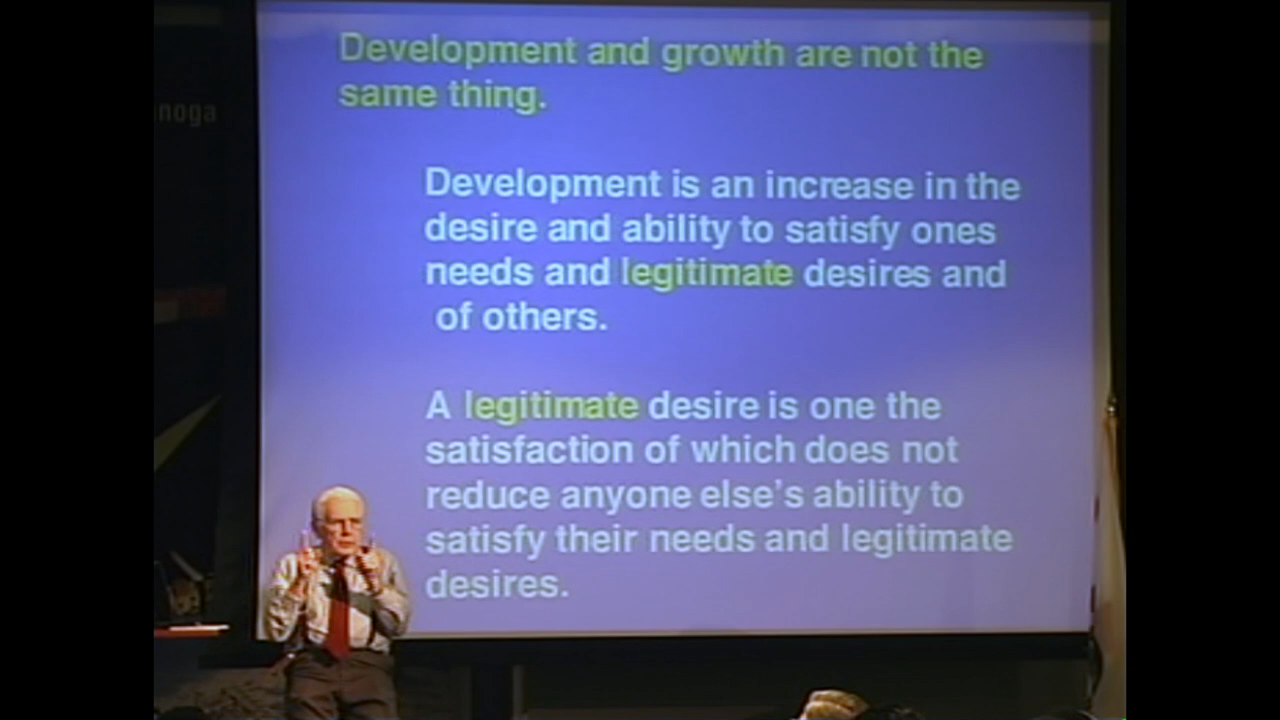 noga
Development and growth are not the
same thing.
Development is an increase in the
desire and ability to satisfy ones
needs and legitimate desires and
of others.
A legitimate desire is one the
satisfaction of which does not
reduce anyone else's ability to
satisfy their needs and legitimate
desires.